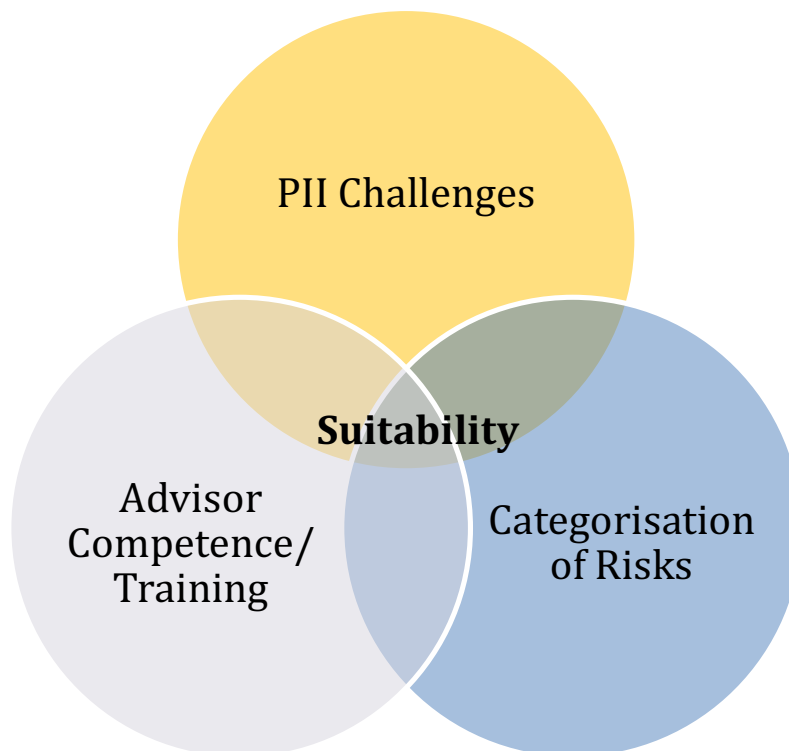 PII Challenges
Suitability
Advisor
Competence/
Training
Categorisation
of Risks